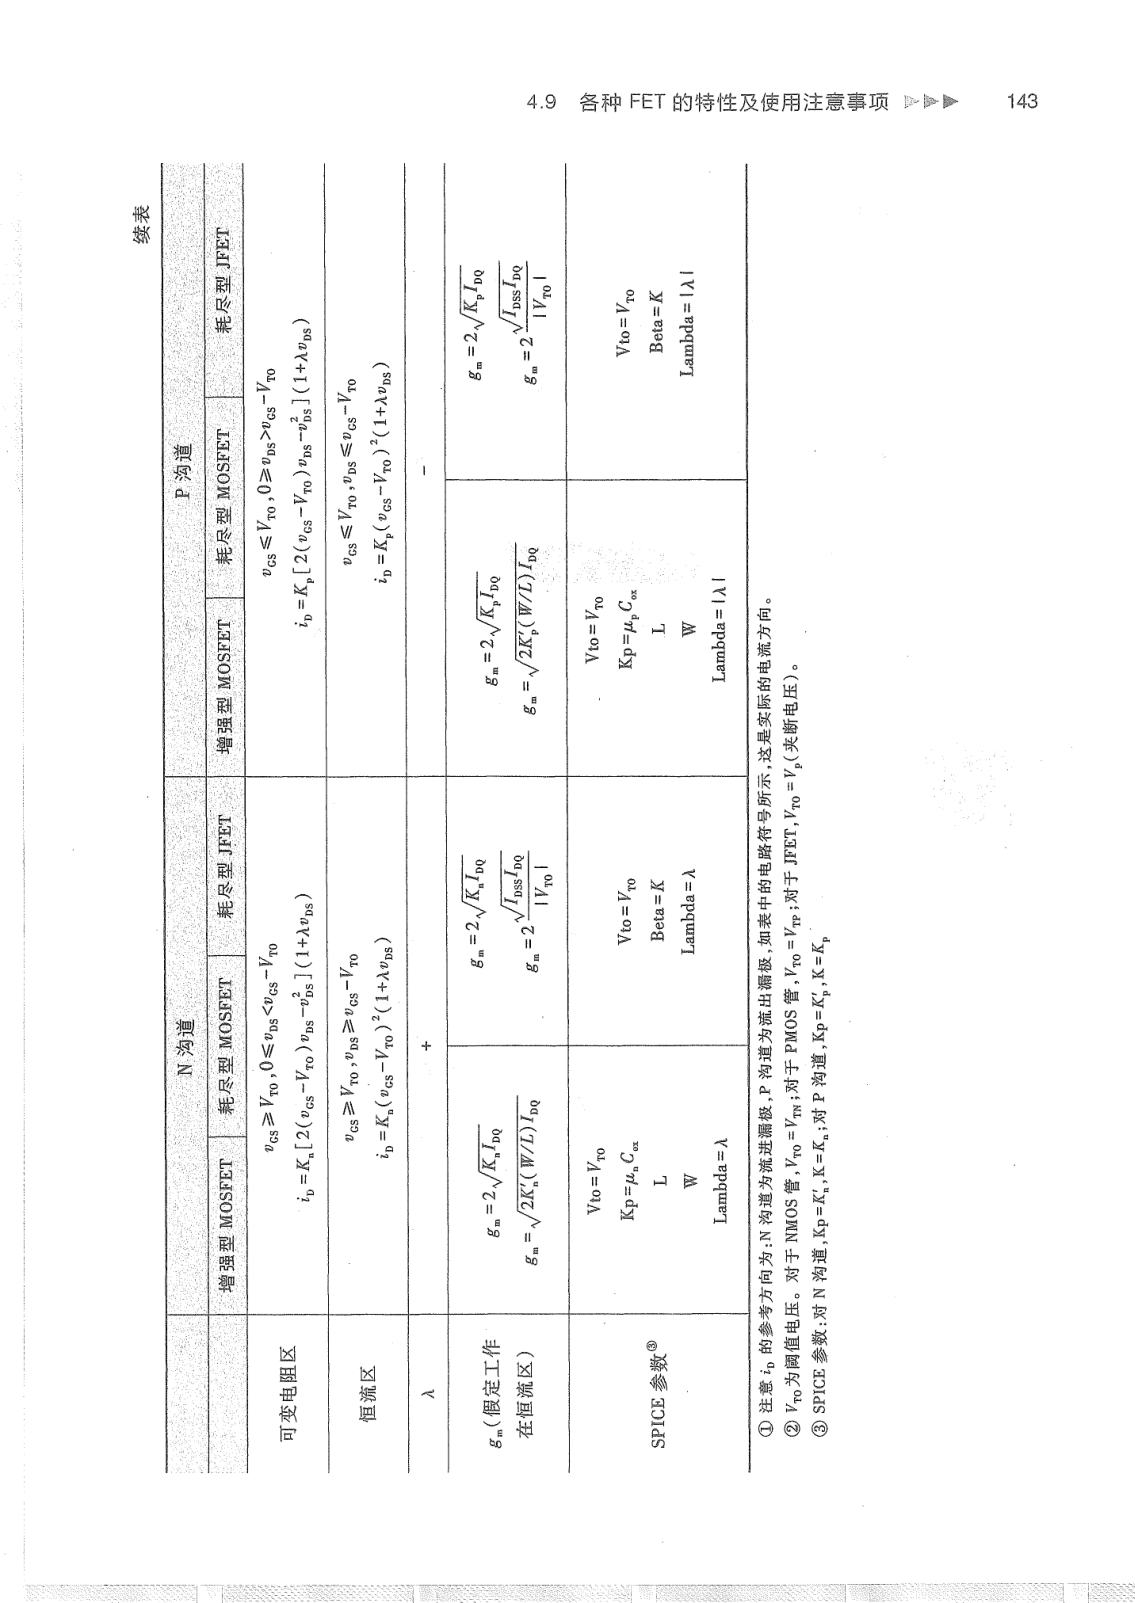 4.9 各种 FET 的特性及使用注意事项 143
续表
N 沟道 P 沟道
增强型 MOSFET 耗尽型 MOSFET 耗尽型 JFET 增强型 MOSFET 耗尽型 MOSFET 耗尽型 JFET
可变电阻区
v_GS ≥ V_TO, 0 ≤ v_DS < v_GS − V_TO
i_D = K_n[2(v_GS − V_TO)v_DS − v_DS²](1+λv_DS)
v_GS ≤ V_TO, 0 ≥ v_DS > v_GS − V_TO
i_D = K_p[2(v_GS − V_TO)v_DS − v_DS²](1+λv_DS)
恒流区
v_GS ≥ V_TO, v_DS ≥ v_GS − V_TO
i_D = K_n(v_GS − V_TO)²(1+λv_DS)
v_GS ≤ V_TO, v_DS ≤ v_GS − V_TO
i_D = K_p(v_GS − V_TO)²(1+λv_DS)
λ + −
g_m(假定工作
在恒流区)
g_m = 2√(K_n I_DQ)
g_m = √(2K′_n(W/L)I_DQ)
g_m = 2√(K_n I_DQ)
g_m = 2 √(I_DSS I_DQ) / |V_TO|
g_m = 2√(K_p I_DQ)
g_m = √(2K′_p(W/L)I_DQ)
g_m = 2√(K_p I_DQ)
g_m = 2 √(I_DSS I_DQ) / |V_TO|
SPICE 参数③
Vto = V_TO
Kp = μ_n C_ox
L
W
Lambda = λ
Vto = V_TO
Beta = K
Lambda = λ
Vto = V_TO
Kp = μ_p C_ox
L
W
Lambda = |λ|
Vto = V_TO
Beta = K
Lambda = |λ|
① 注意 i_D 的参考方向为:N 沟道为流进漏极,P 沟道为流出漏极,如表中的电路符号所示,这是实际的电流方向。
② V_TO为阈值电压。对于 NMOS 管,V_TO = V_TN;对于 PMOS 管,V_TO = V_TP;对于 JFET,V_TO = V_p(夹断电压)。
③ SPICE 参数:对 N 沟道,Kp = K′_n,K = K_n;对 P 沟道,Kp = K′_p,K = K_p